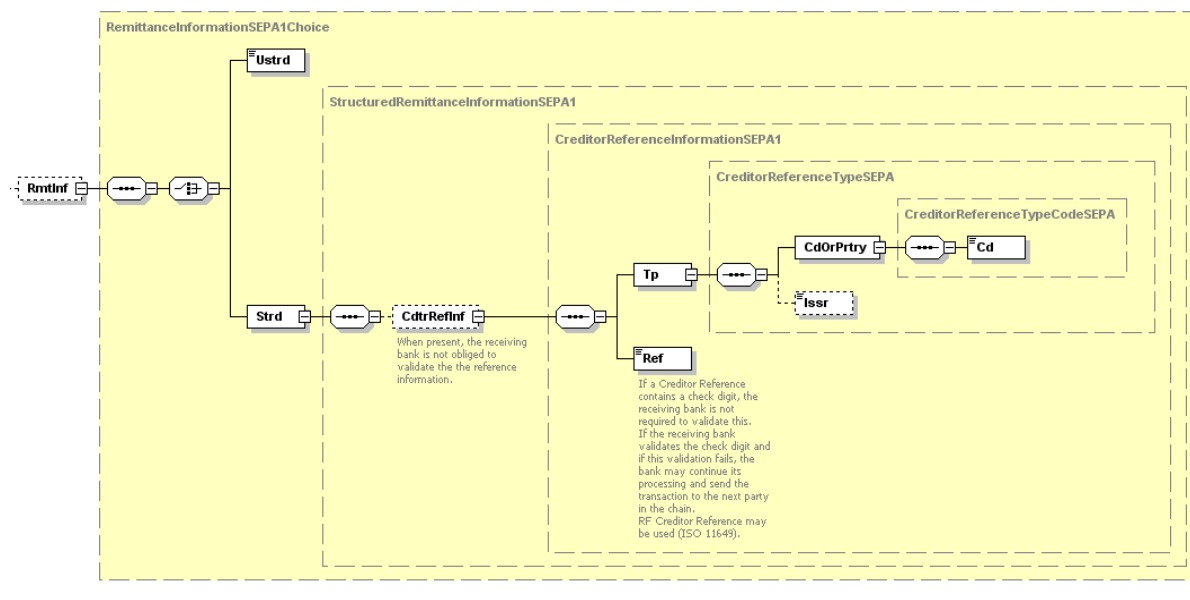 RemittanceInformationSEPA1Choice
Ustrd
StructuredRemittanceInformationSEPA1
CreditorReferenceInformationSEPA1
CreditorReferenceTypeSEPA
CreditorReferenceTypeCodeSEPA
RmtInf
CdOrPrtry
Cd
Tp
Issr
Strd
CdtrRefInf
When present, the receiving
bank is not obliged to
validate the the reference
information.
Ref
If a Creditor Reference
contains a check digit, the
receiving bank is not
required to validate this.
If the receiving bank
validates the check digit and
if this validation fails, the
bank may continue its
processing and send the
transaction to the next party
in the chain.
RF Creditor Reference may
be used (ISO 11649).